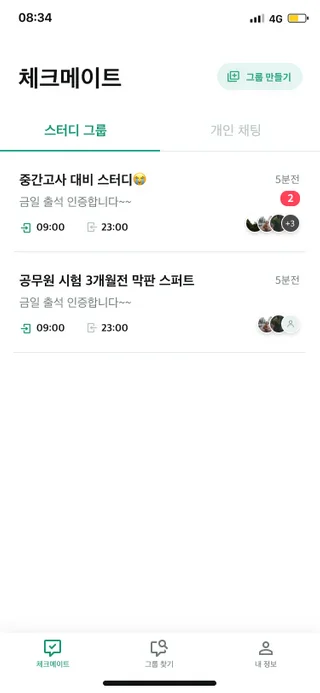 08:34
4G
체크메이트
그룹 만들기
스터디 그룹
개인 채팅
중간고사 대비 스터디😭
5분전
금일 출석 인증합니다~~
2
09:00
23:00
+3
공무원 시험 3개월전 막판 스퍼트
5분전
금일 출석 인증합니다~~
09:00
23:00
체크메이트
그룹 찾기
내 정보